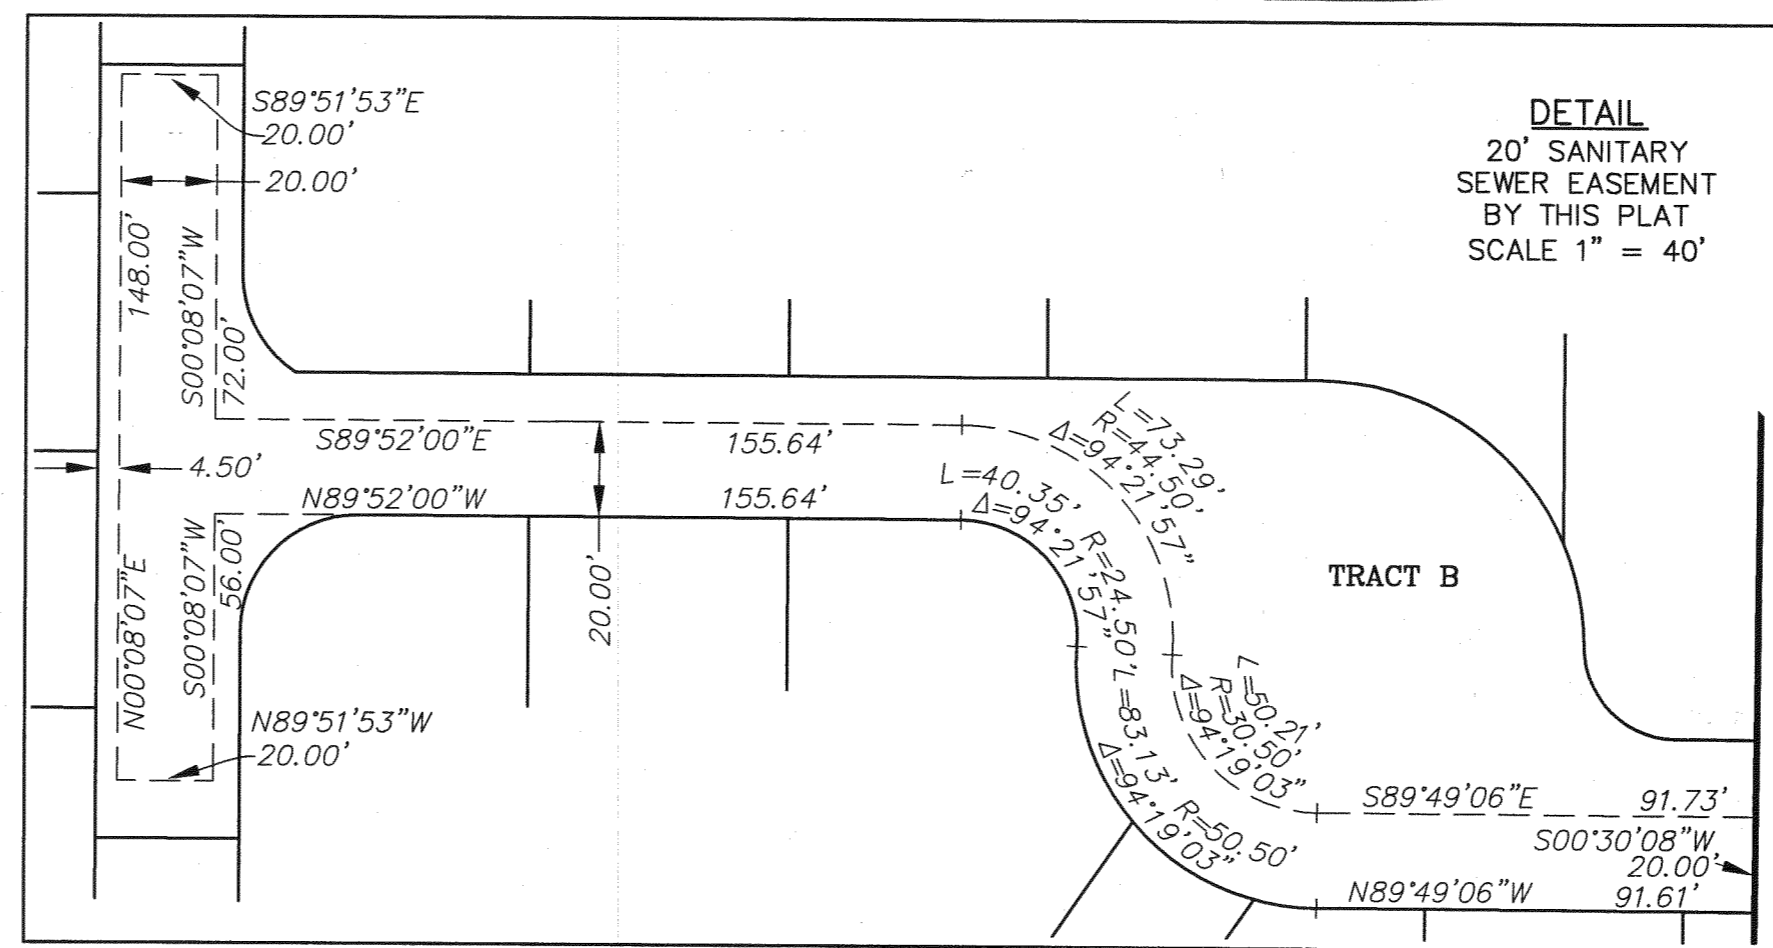 DETAIL
20' SANITARY
SEWER EASEMENT
BY THIS PLAT
SCALE 1" = 40'
S89°51'53"E
20.00'
20.00'
148.00'
S00°08'07"W
72.00'
S89°52'00"E 155.64'
4.50'
N89°52'00"W 155.64'
20.00'
N00°08'07"E
S00°08'07"W
56.00'
N89°51'53"W
20.00'
L=73.29'
R=44.50'
Δ=94°21'57"
L=40.35' R=24.50'
Δ=94°21'57"
TRACT B
L=50.21'
R=30.50'
Δ=94°19'03"
L=83.13' R=50.50'
Δ=94°19'03"
S89°49'06"E 91.73'
S00°30'08"W
20.00'
N89°49'06"W 91.61'